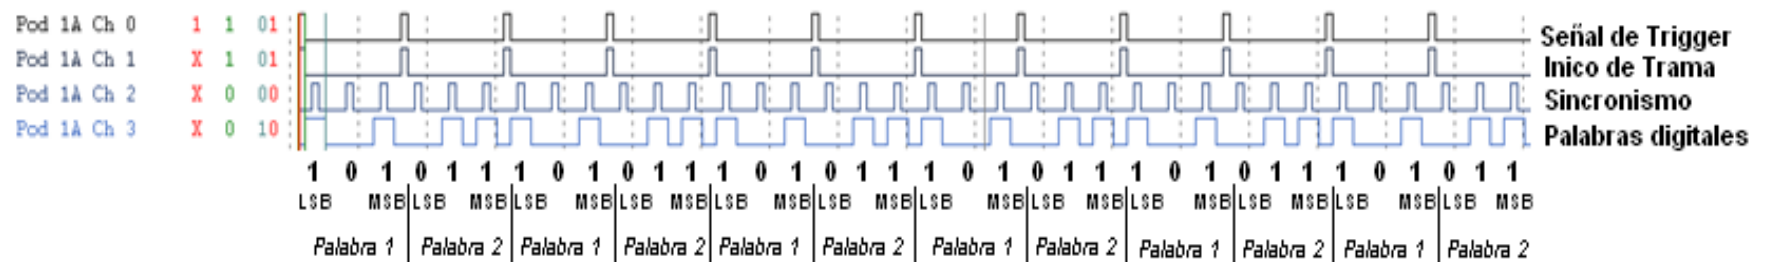 Pod 1A Ch 0 1 1 01 Señal de Trigger
Pod 1A Ch 1 X 1 01 Inico de Trama
Pod 1A Ch 2 X 0 00 Sincronismo
Pod 1A Ch 3 X 0 10 Palabras digitales
1 0 1 0 1 1 1 0 1 0 1 1 1 0 1 0 1 1 1 0 1 0 1 1 1 0 1 0 1 1 1 0 1 0 1 1
LSB MSB LSB MSB LSB MSB LSB MSB LSB MSB LSB MSB LSB MSB LSB MSB LSB MSB LSB MSB LSB MSB LSB MSB
Palabra 1 Palabra 2 Palabra 1 Palabra 2 Palabra 1 Palabra 2 Palabra 1 Palabra 2 Palabra 1 Palabra 2 Palabra 1 Palabra 2